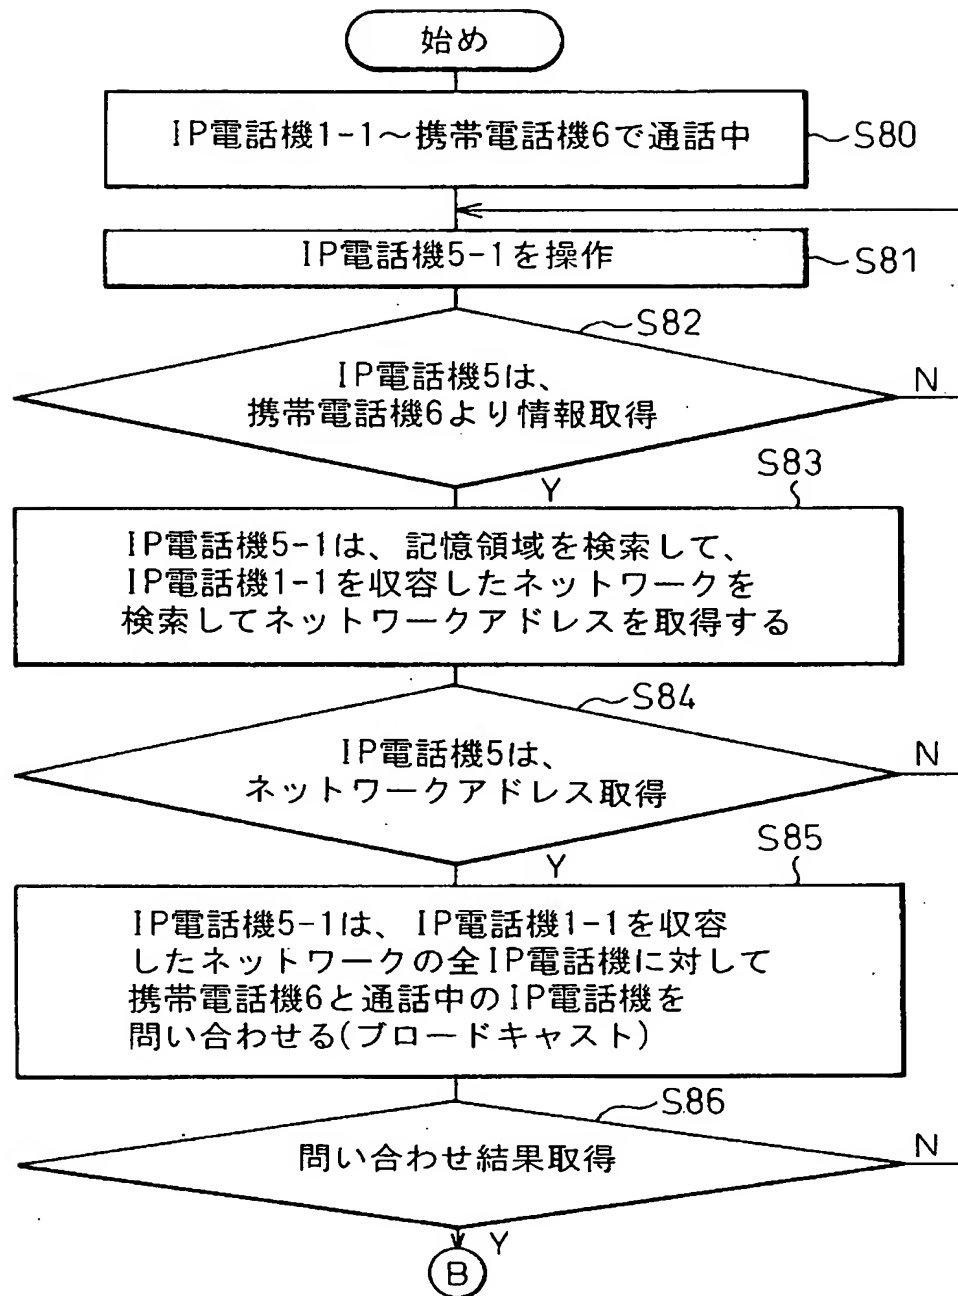 始め
IP電話機1-1～携帯電話機6で通話中
S80
IP電話機5-1を操作
S81
S82
IP電話機5は、
携帯電話機6より情報取得
N
Y
S83
IP電話機5-1は、記憶領域を検索して、
IP電話機1-1を収容したネットワークを
検索してネットワークアドレスを取得する
S84
IP電話機5は、
ネットワークアドレス取得
N
Y
S85
IP電話機5-1は、IP電話機1-1を収容
したネットワークの全IP電話機に対して
携帯電話機6と通話中のIP電話機を
問い合わせる(ブロードキャスト)
S86
問い合わせ結果取得
N
Y
B